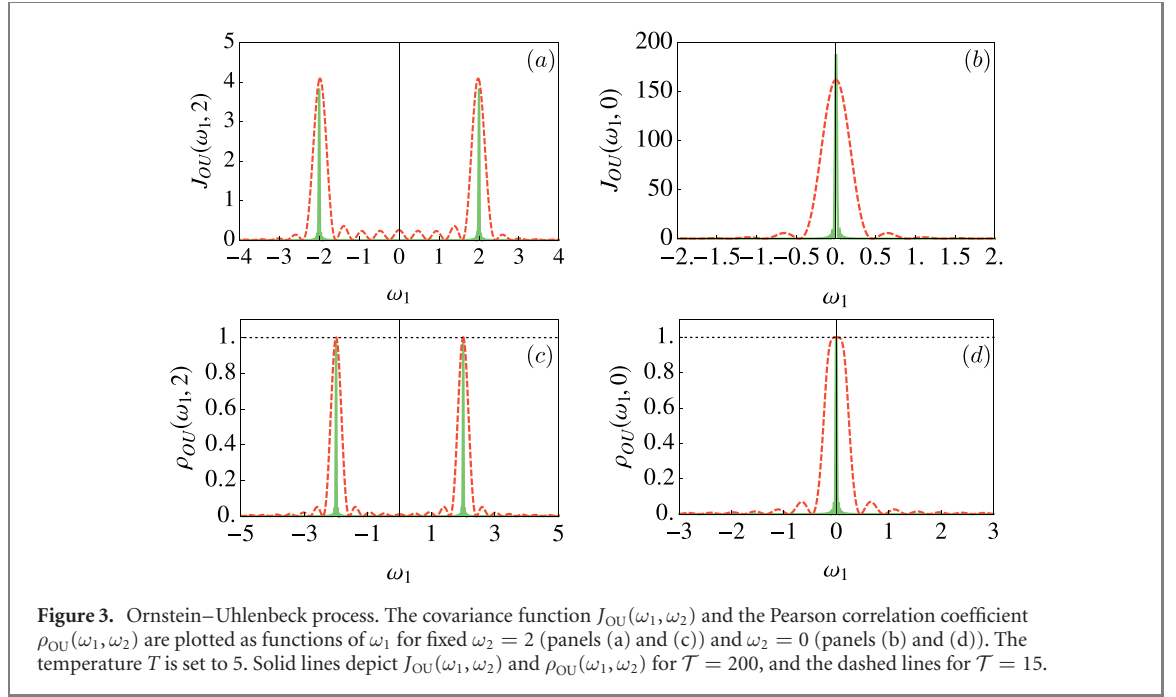 5
4
3
2
1
0
−4 −3 −2 −1 0 1 2 3 4
J_OU(ω₁, 2)
ω₁
(a)
200
150
100
50
0
−2. −1.5 −1. −0.5 0. 0.5 1. 1.5 2.
J_OU(ω₁, 0)
ω₁
(b)
1.
0.8
0.6
0.4
0.2
0.
−5 −3 −1 1 3 5
ρ_OU(ω₁, 2)
ω₁
(c)
1.
0.8
0.6
0.4
0.2
0.
−3 −2 −1 0 1 2 3
ρ_OU(ω₁, 0)
ω₁
(d)
Figure 3. Ornstein–Uhlenbeck process. The covariance function J_OU(ω₁, ω₂) and the Pearson correlation coefficient
ρ_OU(ω₁, ω₂) are plotted as functions of ω₁ for fixed ω₂ = 2 (panels (a) and (c)) and ω₂ = 0 (panels (b) and (d)). The
temperature T is set to 5. Solid lines depict J_OU(ω₁, ω₂) and ρ_OU(ω₁, ω₂) for 𝒯 = 200, and the dashed lines for 𝒯 = 15.